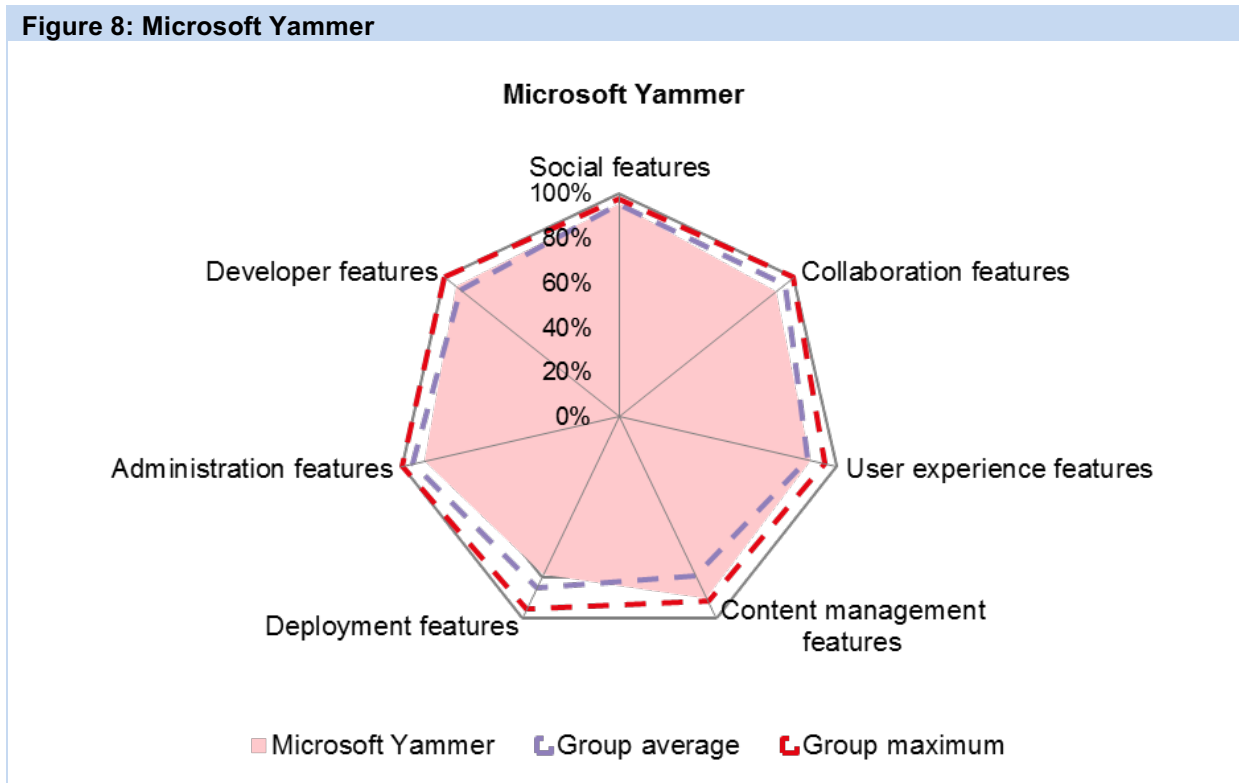 Figure 8: Microsoft Yammer
Microsoft Yammer
Social features
100%
80%
60%
40%
20%
0%
Developer features
Collaboration features
Administration features
User experience features
Deployment features
Content management
features
Microsoft Yammer
Group average
Group maximum